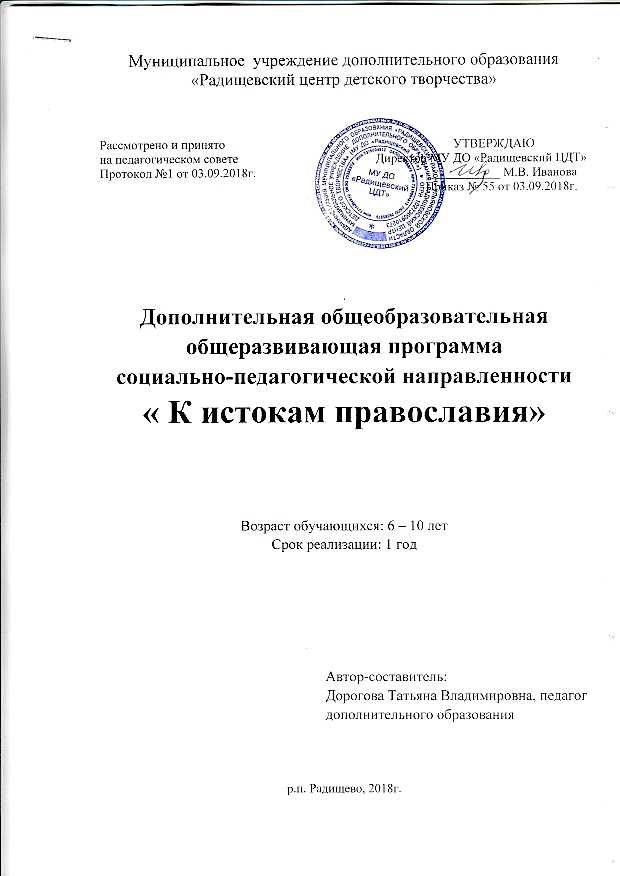 Муниципальное учреждение дополнительного образования
«Радищевский центр детского творчества»
Рассмотрено и принято
на педагогическом совете
Протокол №1 от 03.09.2018г.
УТВЕРЖДАЮ
Директор МУ ДО «Радищевский ЦДТ»
М.В. Иванова
Приказ № 55 от 03.09.2018г.
МУ ДО
«Радищевский
ЦДТ»
Дополнительная общеобразовательная
общеразвивающая программа
социально-педагогической направленности
« К истокам православия»
Возраст обучающихся: 6 – 10 лет
Срок реализации: 1 год
Автор-составитель:
Дорогова Татьяна Владимировна, педагог
дополнительного образования
р.п. Радищево, 2018г.